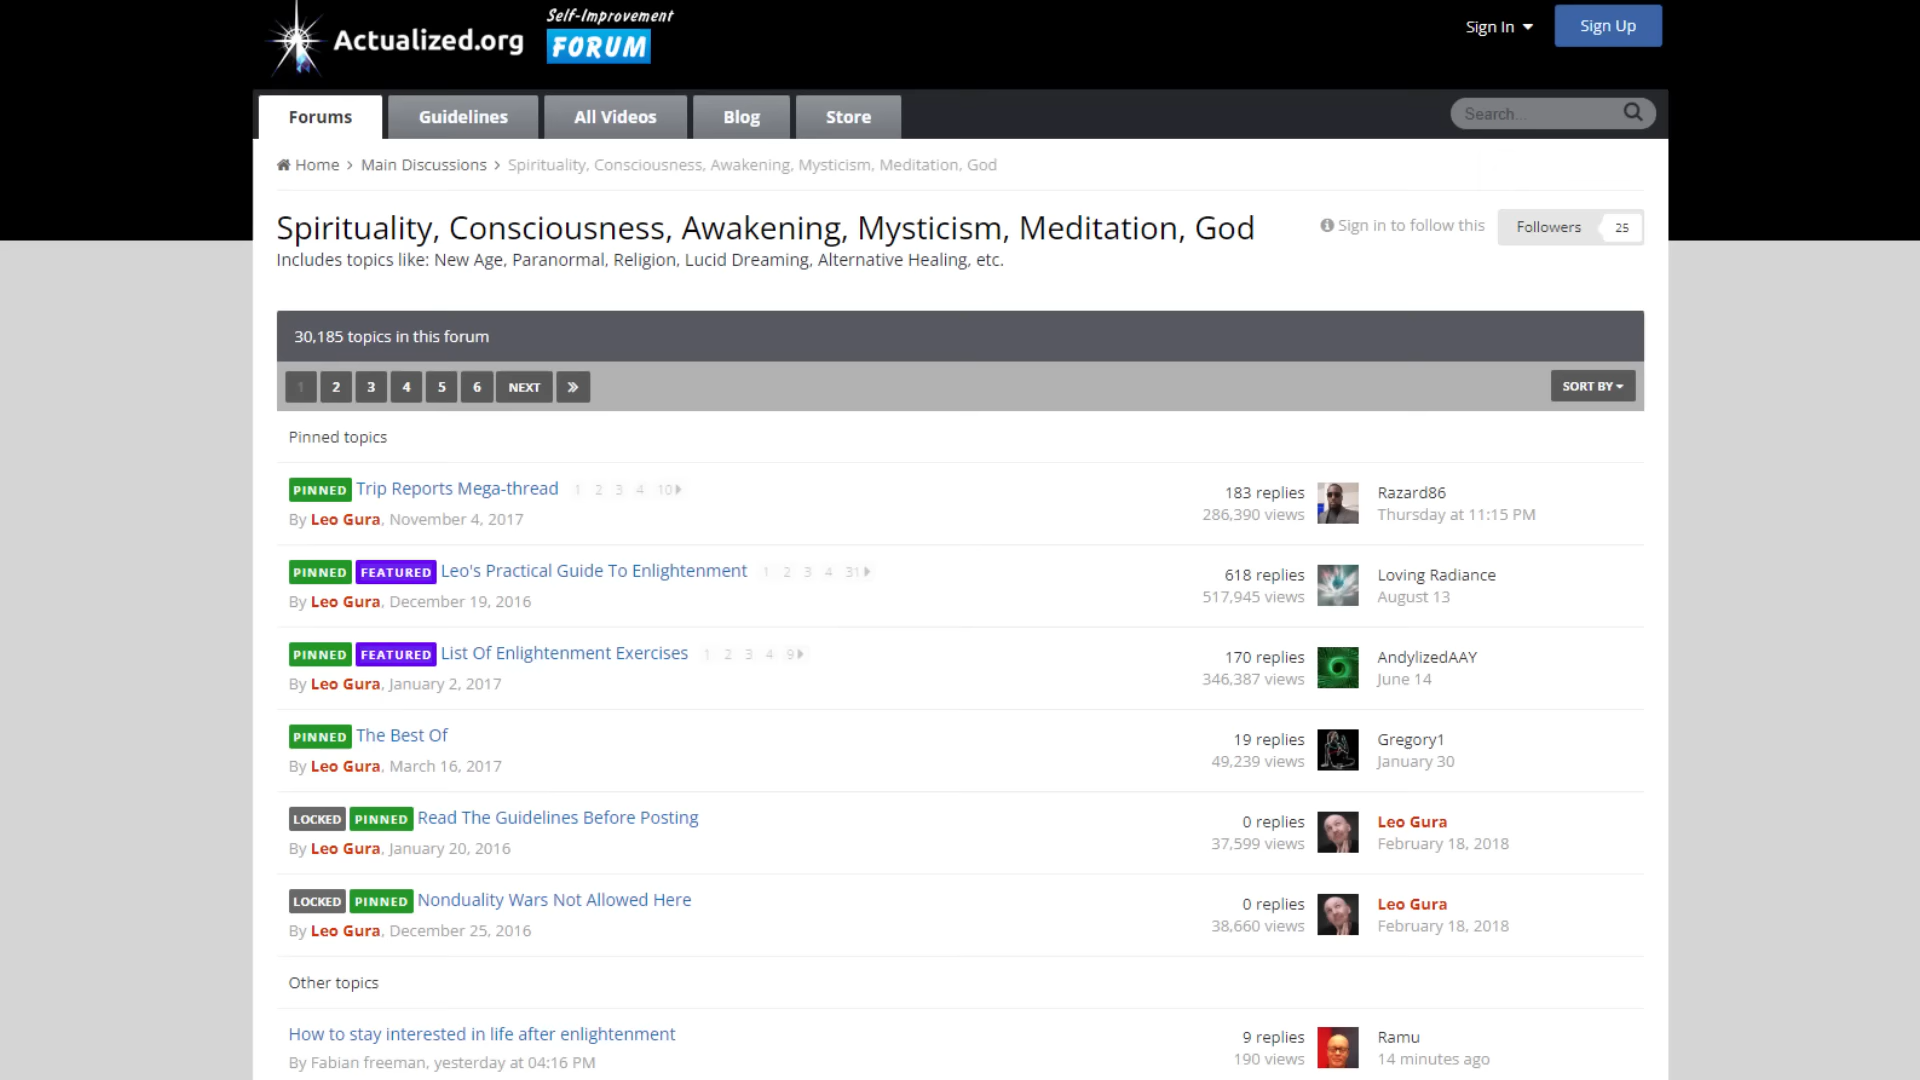 Actualized.org
Self-Improvement
FORUM
Sign In
Sign Up
Forums
Guidelines
All Videos
Blog
Store
Search...
Home > Main Discussions > Spirituality, Consciousness, Awakening, Mysticism, Meditation, God
Spirituality, Consciousness, Awakening, Mysticism, Meditation, God
Sign in to follow this
Followers 25
Includes topics like: New Age, Paranormal, Religion, Lucid Dreaming, Alternative Healing, etc.
30,185 topics in this forum
1 2 3 4 5 6 NEXT »
SORT BY
Pinned topics
PINNED Trip Reports Mega-thread 1 2 3 4 10
By Leo Gura, November 4, 2017
183 replies
286,390 views
Razard86
Thursday at 11:15 PM
PINNED FEATURED Leo's Practical Guide To Enlightenment 1 2 3 4 31
By Leo Gura, December 19, 2016
618 replies
517,945 views
Loving Radiance
August 13
PINNED FEATURED List Of Enlightenment Exercises 1 2 3 4 9
By Leo Gura, January 2, 2017
170 replies
346,387 views
AndylizedAAY
June 14
PINNED The Best Of
By Leo Gura, March 16, 2017
19 replies
49,239 views
Gregory1
January 30
LOCKED PINNED Read The Guidelines Before Posting
By Leo Gura, January 20, 2016
0 replies
37,599 views
Leo Gura
February 18, 2018
LOCKED PINNED Nonduality Wars Not Allowed Here
By Leo Gura, December 25, 2016
0 replies
38,660 views
Leo Gura
February 18, 2018
Other topics
How to stay interested in life after enlightenment
By Fabian freeman, yesterday at 04:16 PM
9 replies
190 views
Ramu
14 minutes ago